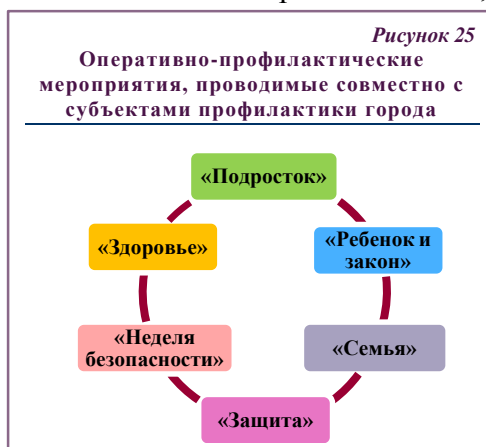 Рисунок 25
Оперативно-профилактические
мероприятия, проводимые совместно с
субъектами профилактики города
«Подросток»
«Здоровье»
«Ребенок и
закон»
«Неделя
безопасности»
«Семья»
«Защита»